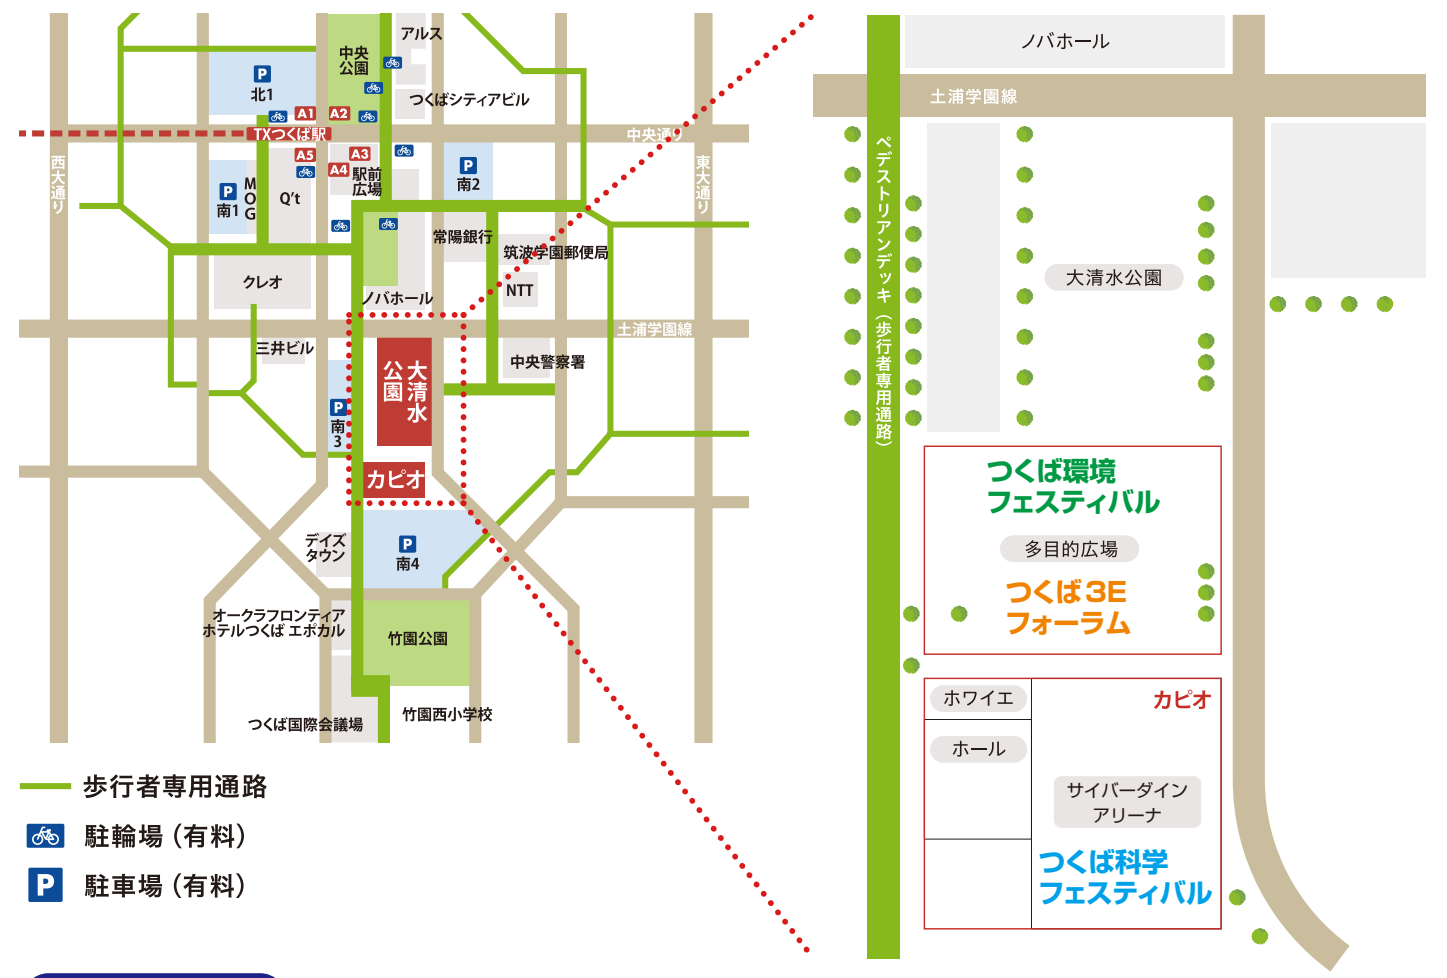 アルス
中央
公園
P
北1
つくばシティアビル
A1
A2
TXつくば駅
中央通り
西大通り
東大通り
A5
A3
A4
駅前
広場
P
南1
MOG
Q't
P
南2
常陽銀行
筑波学園郵便局
クレオ
NTT
ノバホール
土浦学園線
三井ビル
中央警察署
大清水
公園
P
南
3
カピオ
デイズ
タウン
P
南4
オークラフロンティア
ホテルつくば エポカル
竹園公園
つくば国際会議場
竹園西小学校
歩行者専用通路
駐輪場（有料）
P
駐車場（有料）
ノバホール
土浦学園線
ペデストリアンデッキ（歩行者専用通路）
大清水公園
つくば環境
フェスティバル
多目的広場
つくば3E
フォーラム
ホワイエ
カピオ
ホール
サイバーダイン
アリーナ
つくば科学
フェスティバル